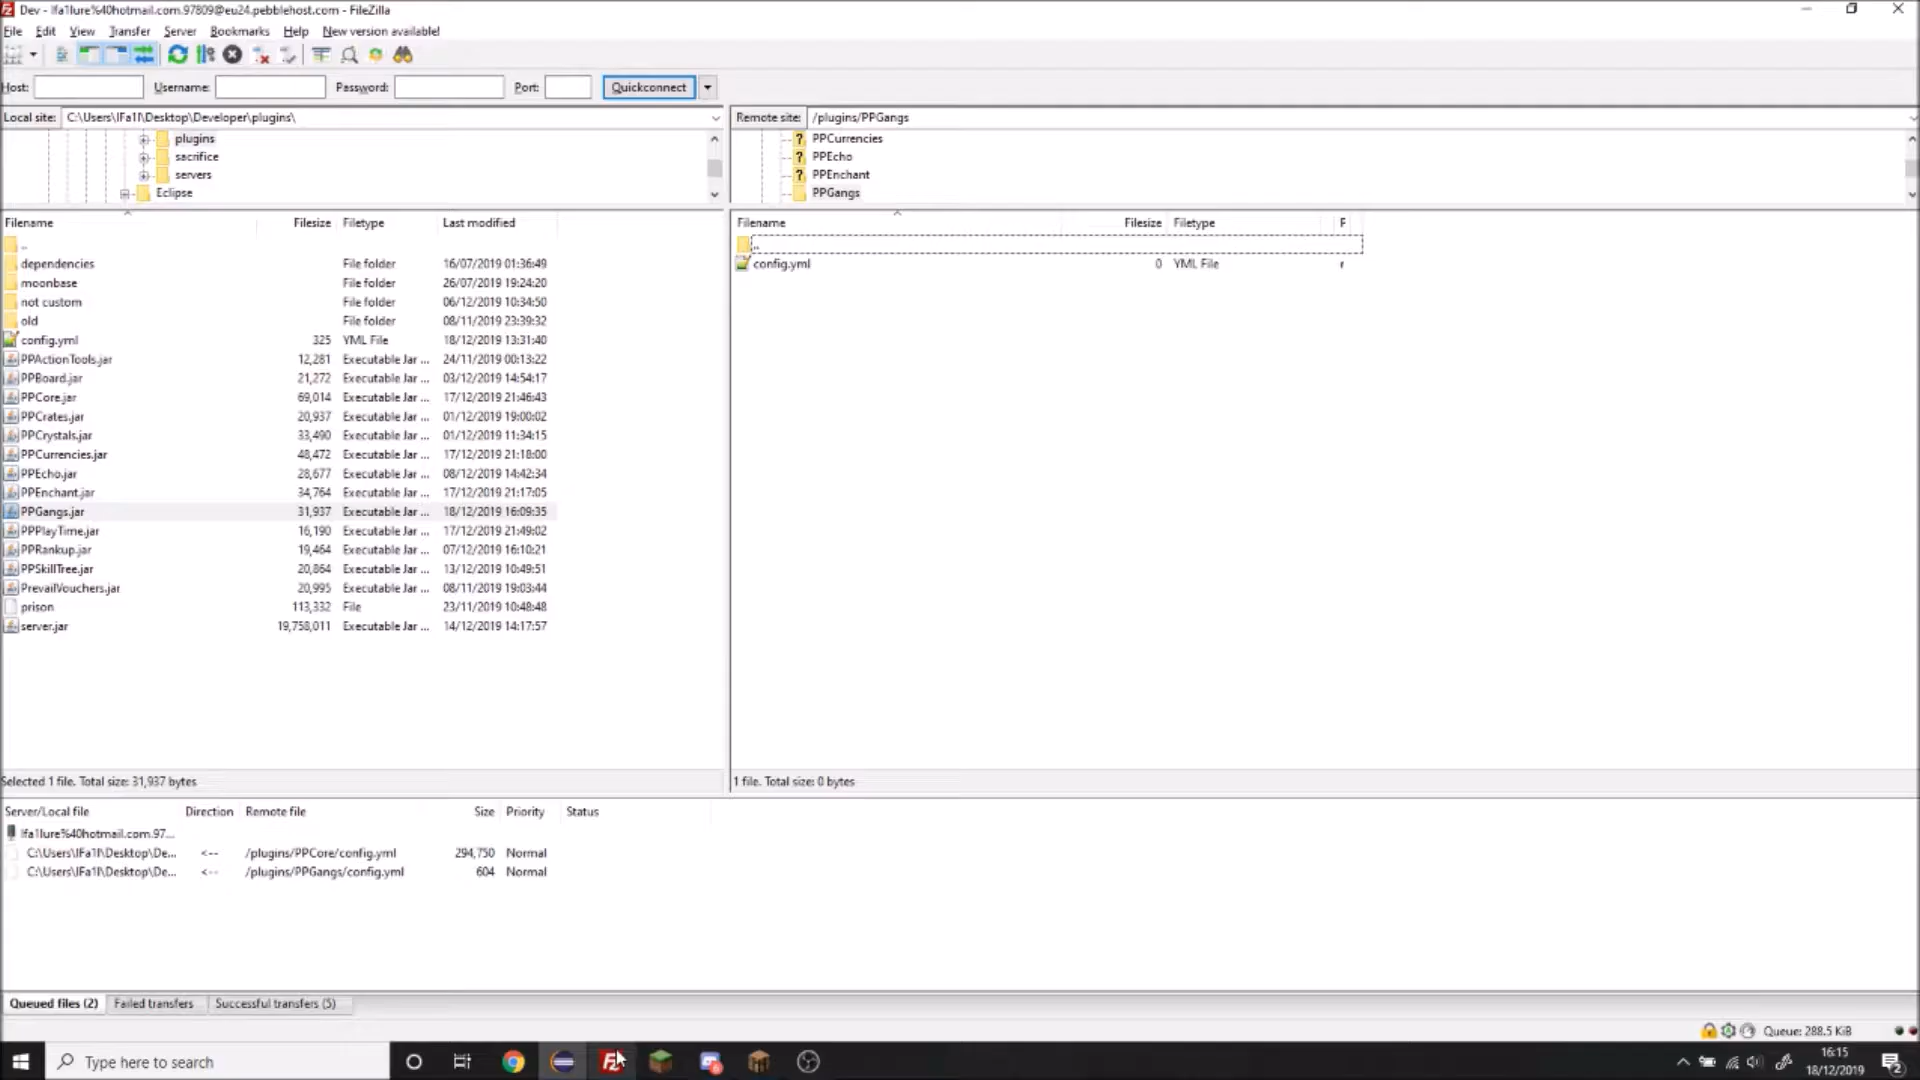 Dev - lfa1lure%40hotmail.com.97809@eu24.pebblehost.com - FileZilla
File Edit View Transfer Server Bookmarks Help New version available!
Host: Username: Password: Port: Quickconnect
Local site: C:\Users\lFa1l\Desktop\Developer\plugins\
plugins
sacrifice
servers
Eclipse
Remote site: /plugins/PPGangs
? PPCurrencies
? PPEcho
? PPEnchant
PPGangs
Filename Filesize Filetype Last modified
..
dependencies File folder 16/07/2019 01:36:49
moonbase File folder 26/07/2019 19:24:20
not custom File folder 06/12/2019 10:34:50
old File folder 08/11/2019 23:39:32
config.yml 325 YML File 18/12/2019 13:31:40
PPActionTools.jar 12,281 Executable Jar ... 24/11/2019 00:13:22
PPBoard.jar 21,272 Executable Jar ... 03/12/2019 14:54:17
PPCore.jar 69,014 Executable Jar ... 17/12/2019 21:46:43
PPCrates.jar 20,937 Executable Jar ... 01/12/2019 19:00:02
PPCrystals.jar 33,490 Executable Jar ... 01/12/2019 11:34:15
PPCurrencies.jar 48,472 Executable Jar ... 17/12/2019 21:18:00
PPEcho.jar 28,677 Executable Jar ... 08/12/2019 14:42:34
PPEnchant.jar 34,764 Executable Jar ... 17/12/2019 21:17:05
PPGangs.jar 31,937 Executable Jar ... 18/12/2019 16:09:35
PPPlayTime.jar 16,190 Executable Jar ... 17/12/2019 21:49:02
PPRankup.jar 19,464 Executable Jar ... 07/12/2019 16:10:21
PPSkillTree.jar 20,864 Executable Jar ... 13/12/2019 10:49:51
PrevailVouchers.jar 20,995 Executable Jar ... 08/11/2019 19:03:44
prison 113,332 File 23/11/2019 10:48:48
server.jar 19,758,011 Executable Jar ... 14/12/2019 14:17:57
Selected 1 file. Total size: 31,937 bytes
Filename Filesize Filetype F
..
config.yml 0 YML File r
1 file. Total size: 0 bytes
Server/Local file Direction Remote file Size Priority Status
lfa1lure%40hotmail.com.97...
C:\Users\lFa1l\Desktop\De... <-- /plugins/PPCore/config.yml 294,750 Normal
C:\Users\lFa1l\Desktop\De... <-- /plugins/PPGangs/config.yml 604 Normal
Queued files (2) Failed transfers Successful transfers (5)
Queue: 288.5 KiB
Type here to search
16:15
18/12/2019
2